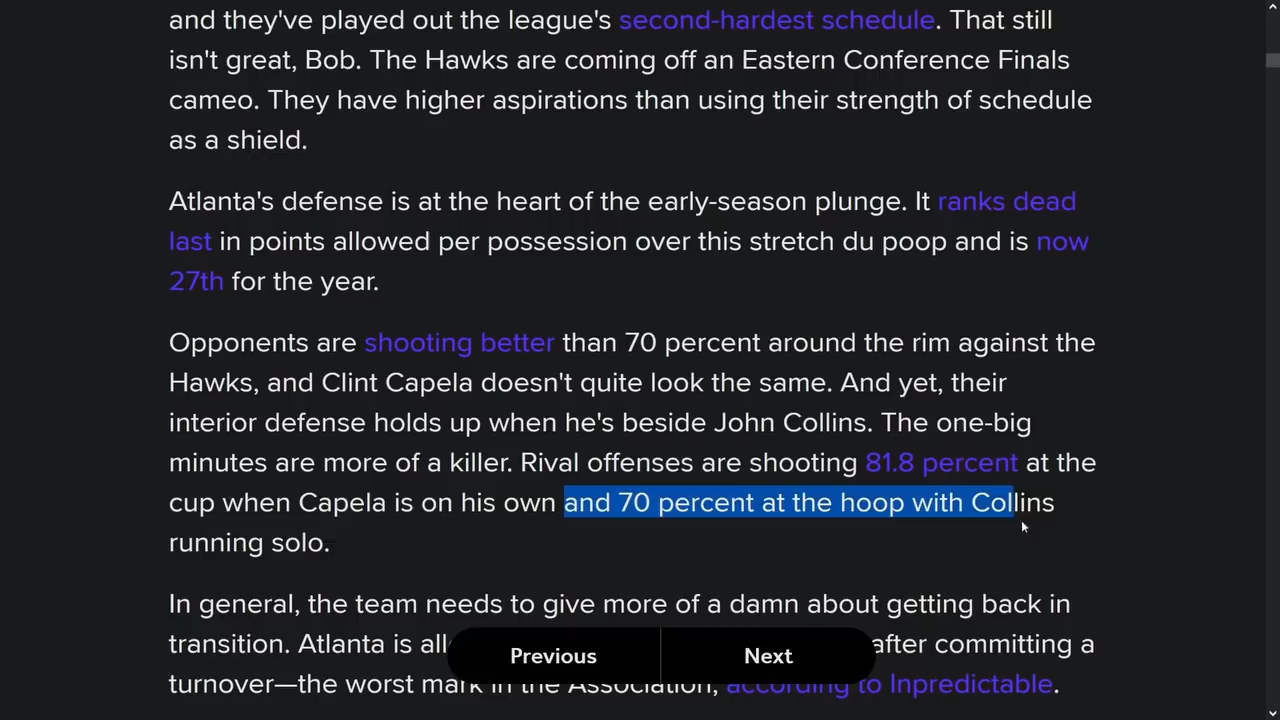 and they've played out the league's second-hardest schedule. That still
isn't great, Bob. The Hawks are coming off an Eastern Conference Finals
cameo. They have higher aspirations than using their strength of schedule
as a shield.
Atlanta's defense is at the heart of the early-season plunge. It ranks dead
last in points allowed per possession over this stretch du poop and is now
27th for the year.
Opponents are shooting better than 70 percent around the rim against the
Hawks, and Clint Capela doesn't quite look the same. And yet, their
interior defense holds up when he's beside John Collins. The one-big
minutes are more of a killer. Rival offenses are shooting 81.8 percent at the
cup when Capela is on his own and 70 percent at the hoop with Collins
running solo.
In general, the team needs to give more of a damn about getting back in
transition. Atlanta is after committing a
turnover—the worst mark in the Association, according to Inpredictable.
Previous Next